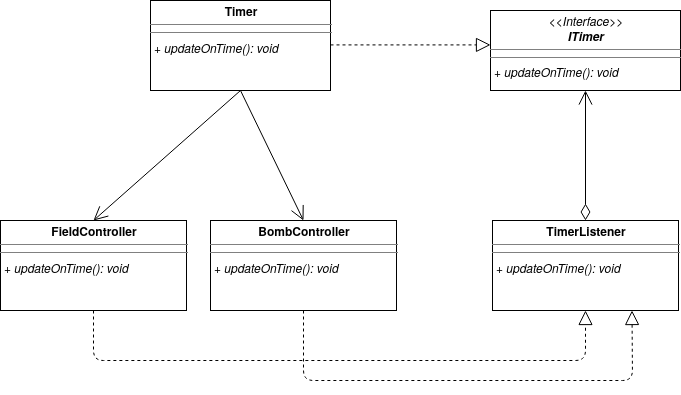 Timer
+ updateOnTime(): void
<<Interface>>
ITimer
+ updateOnTime(): void
FieldController
+ updateOnTime(): void
BombController
+ updateOnTime(): void
TimerListener
+ updateOnTime(): void